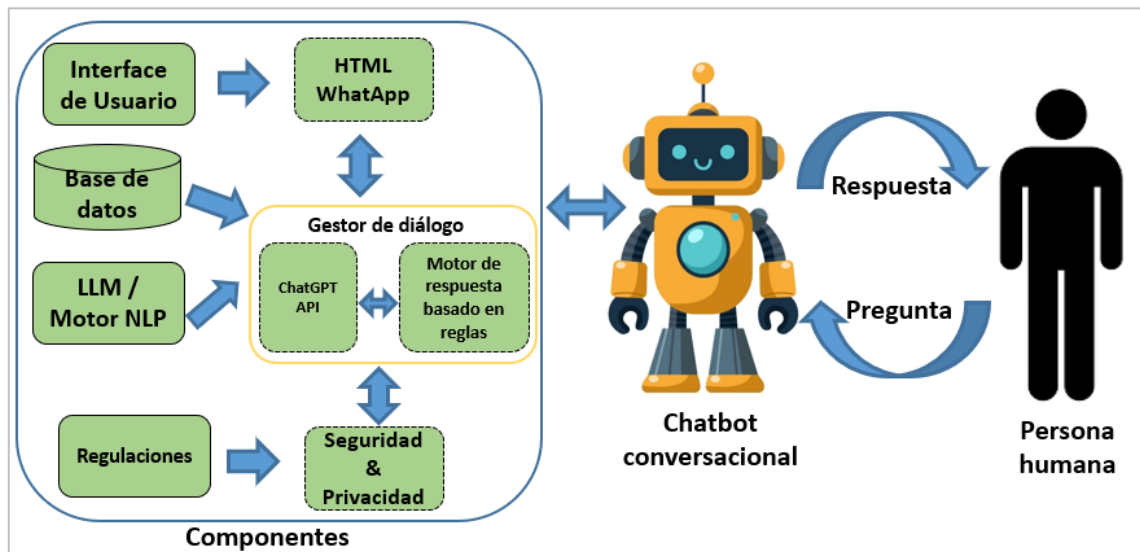 Interface
de Usuario
HTML
WhatApp
Base de
datos
Gestor de diálogo
LLM /
Motor NLP
ChatGPT
API
Motor de
respuesta
basado en
reglas
Regulaciones
Seguridad
&
Privacidad
Componentes
Chatbot
conversacional
Respuesta
Pregunta
Persona
humana